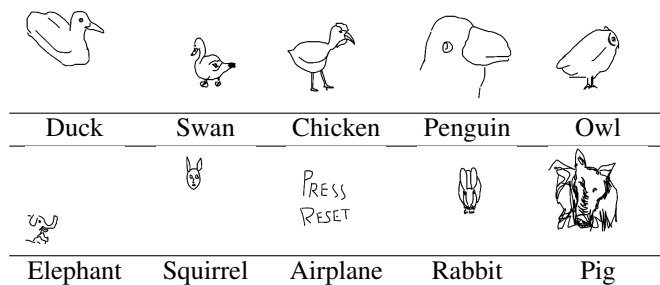 Duck Swan Chicken Penguin Owl
PRESS
RESET
Elephant Squirrel Airplane Rabbit Pig